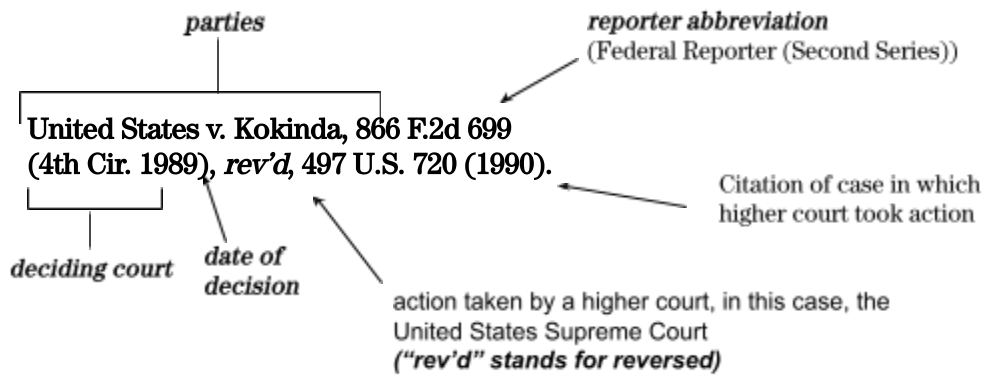 parties
reporter abbreviation
(Federal Reporter (Second Series))
United States v. Kokinda, 866 F.2d 699
(4th Cir. 1989), rev’d, 497 U.S. 720 (1990).
Citation of case in which
higher court took action
deciding court
date of
decision
action taken by a higher court, in this case, the
United States Supreme Court
(“rev’d” stands for reversed)